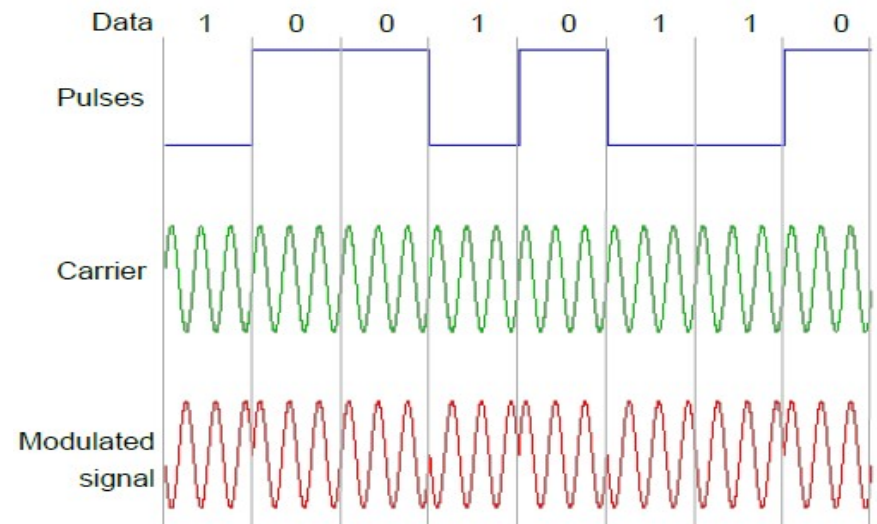 Data 1 0 0 1 0 1 1 0
Pulses
Carrier
Modulated
signal